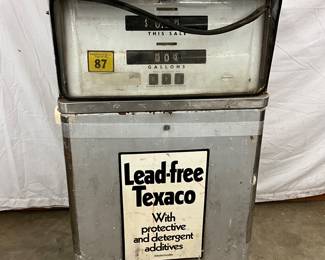 THIS SALE
GALLONS
87
Lead-free
Texaco
With
protective
and detergent
additives